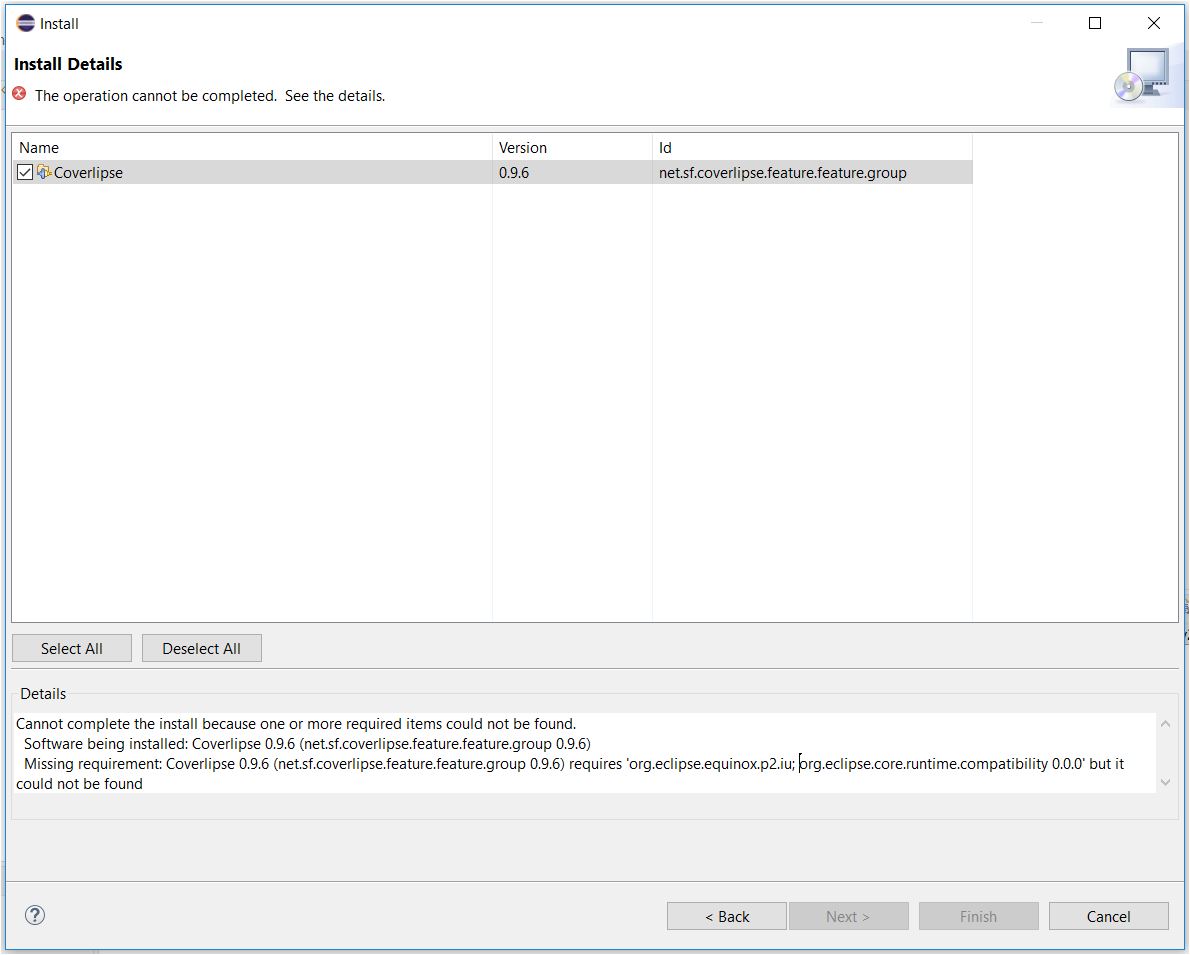 Install
Install Details
The operation cannot be completed.  See the details.
Name Version Id
Coverlipse 0.9.6 net.sf.coverlipse.feature.feature.group
Select All Deselect All
Details
Cannot complete the install because one or more required items could not be found.
Software being installed: Coverlipse 0.9.6 (net.sf.coverlipse.feature.feature.group 0.9.6)
Missing requirement: Coverlipse 0.9.6 (net.sf.coverlipse.feature.feature.group 0.9.6) requires 'org.eclipse.equinox.p2.iu; org.eclipse.core.runtime.compatibility 0.0.0' but it
could not be found
? < Back Next > Finish Cancel